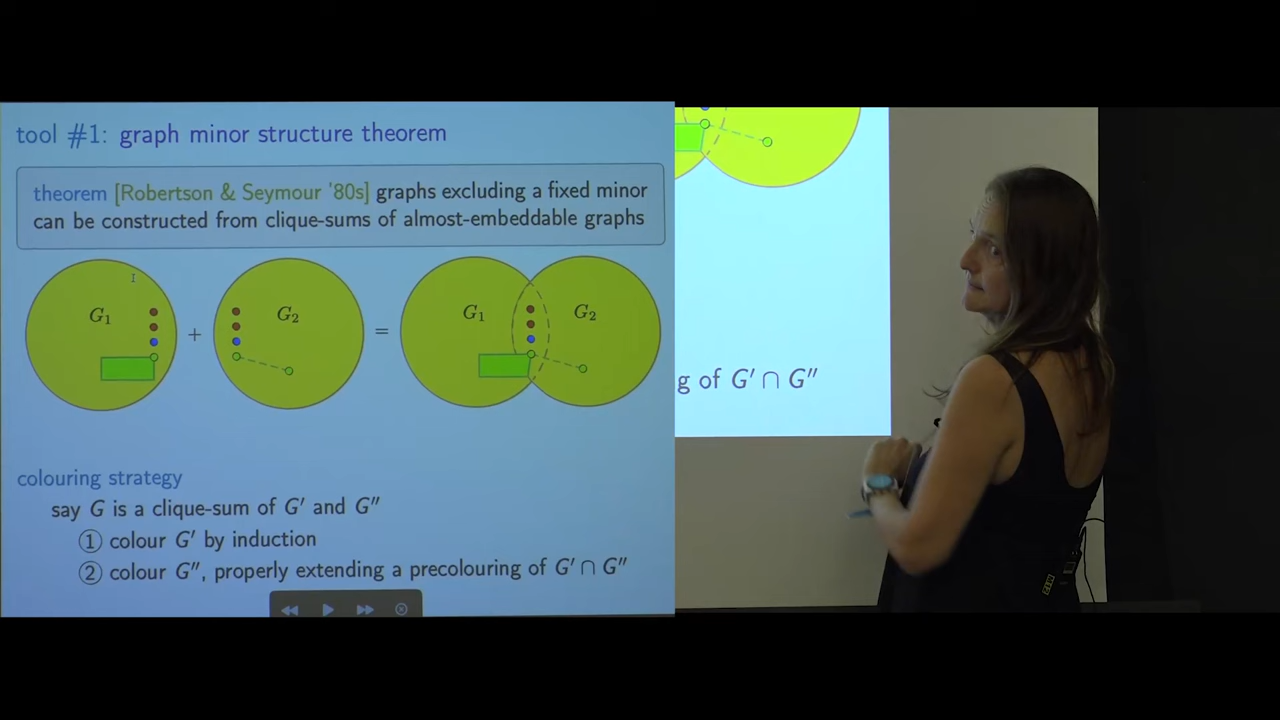 tool #1: graph minor structure theorem
theorem [Robertson & Seymour '80s] graphs excluding a fixed minor
can be constructed from clique-sums of almost-embeddable graphs
G₁ + G₂ = G₁ G₂
colouring strategy
say G is a clique-sum of G′ and G″
① colour G′ by induction
② colour G″, properly extending a precolouring of G′ ∩ G″
g of G′ ∩ G″